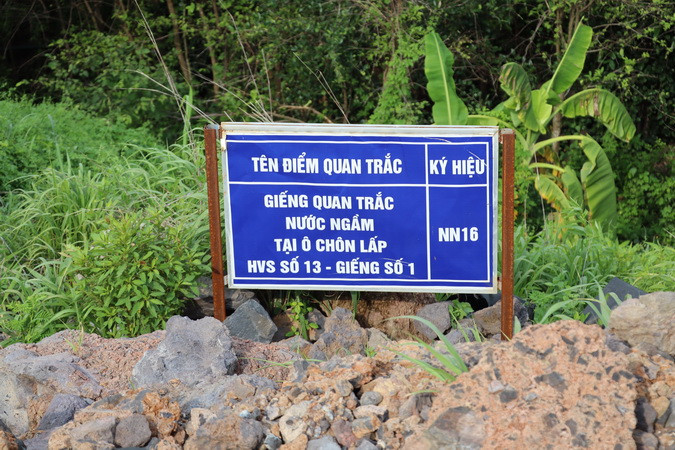 TÊN ĐIỂM QUAN TRẮC KÝ HIỆU
GIẾNG QUAN TRẮC
NƯỚC NGẦM
TẠI Ô CHÔN LẤP
HVS SỐ 13 - GIẾNG SỐ 1
NN16